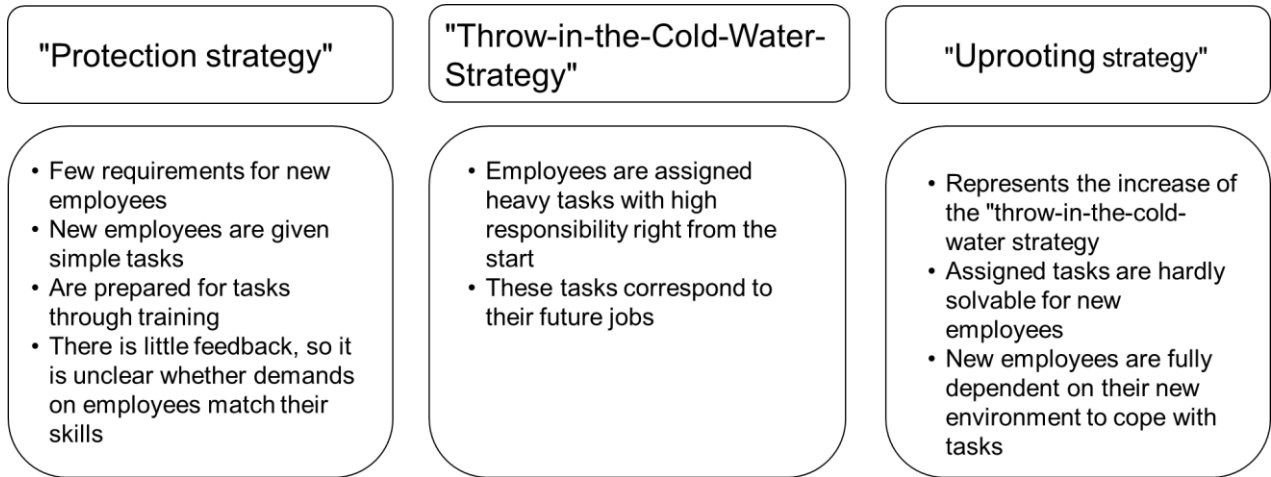 "Protection strategy"
• Few requirements for new
employees
• New employees are given
simple tasks
• Are prepared for tasks
through training
• There is little feedback, so it
is unclear whether demands
on employees match their
skills
"Throw-in-the-Cold-Water-
Strategy"
• Employees are assigned
heavy tasks with high
responsibility right from the
start
• These tasks correspond to
their future jobs
"Uprooting strategy"
• Represents the increase of
the "throw-in-the-cold-
water strategy
• Assigned tasks are hardly
solvable for new
employees
• New employees are fully
dependent on their new
environment to cope with
tasks